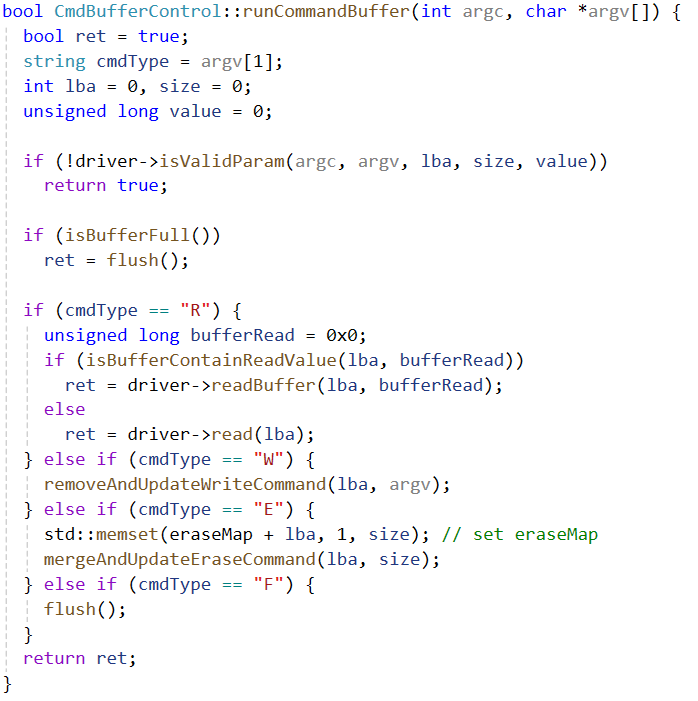 bool CmdBufferControl::runCommandBuffer(int argc, char *argv[]) {
  bool ret = true;
  string cmdType = argv[1];
  int lba = 0, size = 0;
  unsigned long value = 0;

  if (!driver->isValidParam(argc, argv, lba, size, value))
    return true;

  if (isBufferFull())
    ret = flush();

  if (cmdType == "R") {
    unsigned long bufferRead = 0x0;
    if (isBufferContainReadValue(lba, bufferRead))
      ret = driver->readBuffer(lba, bufferRead);
    else
      ret = driver->read(lba);
  } else if (cmdType == "W") {
    removeAndUpdateWriteCommand(lba, argv);
  } else if (cmdType == "E") {
    std::memset(eraseMap + lba, 1, size); // set eraseMap
    mergeAndUpdateEraseCommand(lba, size);
  } else if (cmdType == "F") {
    flush();
  }
  return ret;
}